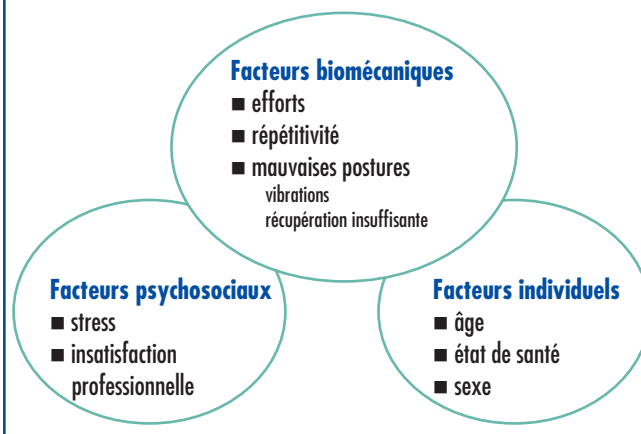 Facteurs biomécaniques
■ efforts
■ répétitivité
■ mauvaises postures
vibrations
récupération insuffisante
Facteurs psychosociaux
■ stress
■ insatisfaction
professionnelle
Facteurs individuels
■ âge
■ état de santé
■ sexe